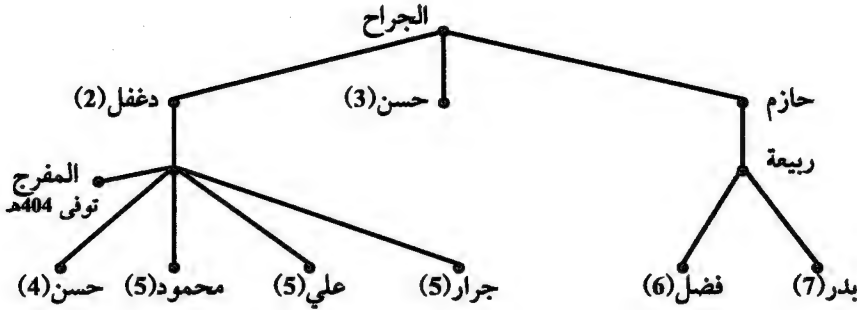 الجراح
حازم
حسن(3)
دغفل(2)
ربيعة
المفرج
توفى 404هـ
بدر(7)
فضل(6)
جرار(5)
علي(5)
محمود(5)
حسن(4)